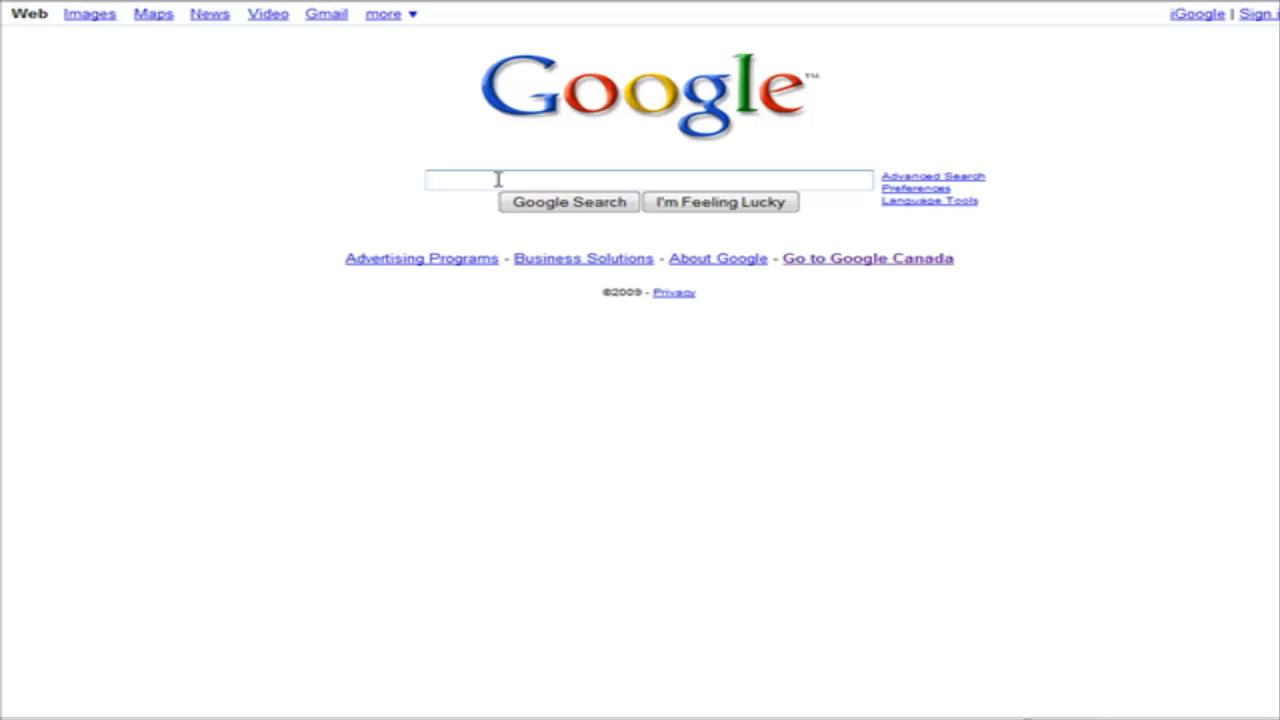 Web Images Maps News Video Gmail more ▼ iGoogle | Sign
Google™
Advanced Search
Preferences
Language Tools
Google Search I'm Feeling Lucky
Advertising Programs - Business Solutions - About Google - Go to Google Canada
©2009 - Privacy